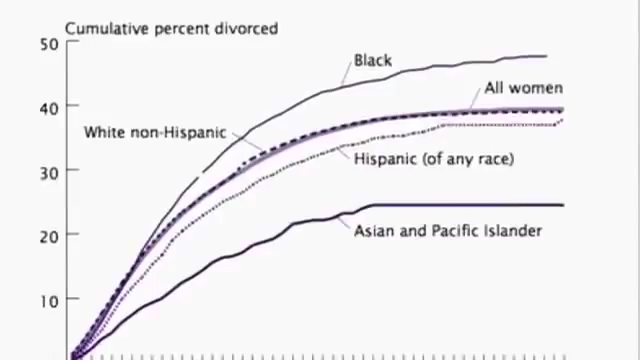 Cumulative percent divorced
50
Black
All women
40
White non-Hispanic
Hispanic (of any race)
30
20
Asian and Pacific Islander
10